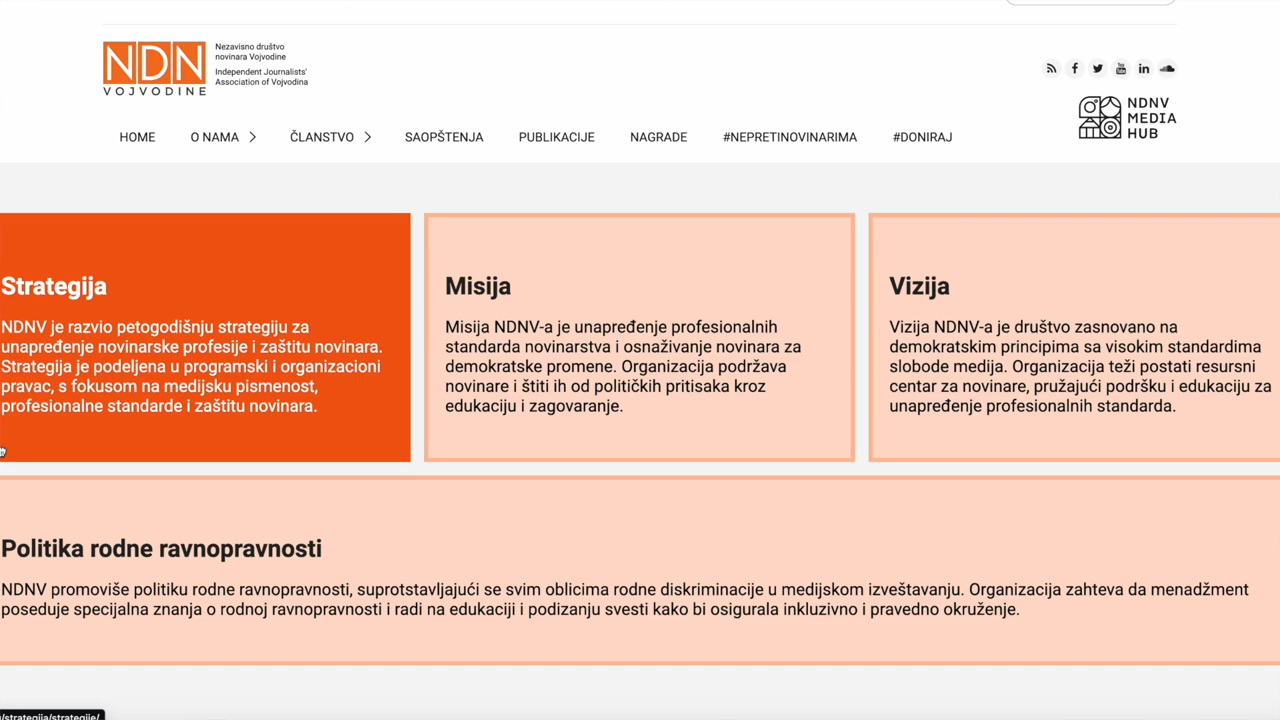 NDN
VOJVODINE
Nezavisno društvo
novinara Vojvodine
Independent Journalists'
Association of Vojvodina
NDNV
MEDIA
HUB
HOME O NAMA ČLANSTVO SAOPŠTENJA PUBLIKACIJE NAGRADE #NEPRETINOVINARIMA #DONIRAJ
Strategija
NDNV je razvio petogodišnju strategiju za
unapređenje novinarske profesije i zaštitu novinara.
Strategija je podeljena u programski i organizacioni
pravac, s fokusom na medijsku pismenost,
profesionalne standarde i zaštitu novinara.
Misija
Misija NDNV-a je unapređenje profesionalnih
standarda novinarstva i osnaživanje novinara za
demokratske promene. Organizacija podržava
novinare i štiti ih od političkih pritisaka kroz
edukaciju i zagovaranje.
Vizija
Vizija NDNV-a je društvo zasnovano na
demokratskim principima sa visokim standardima
slobode medija. Organizacija teži postati resursni
centar za novinare, pružajući podršku i edukaciju za
unapređenje profesionalnih standarda.
Politika rodne ravnopravnosti
NDNV promoviše politiku rodne ravnopravnosti, suprotstavljajući se svim oblicima rodne diskriminacije u medijskom izveštavanju. Organizacija zahteva da menadžment
poseduje specijalna znanja o rodnoj ravnopravnosti i radi na edukaciji i podizanju svesti kako bi osigurala inkluzivno i pravedno okruženje.
/strategija/strategije/